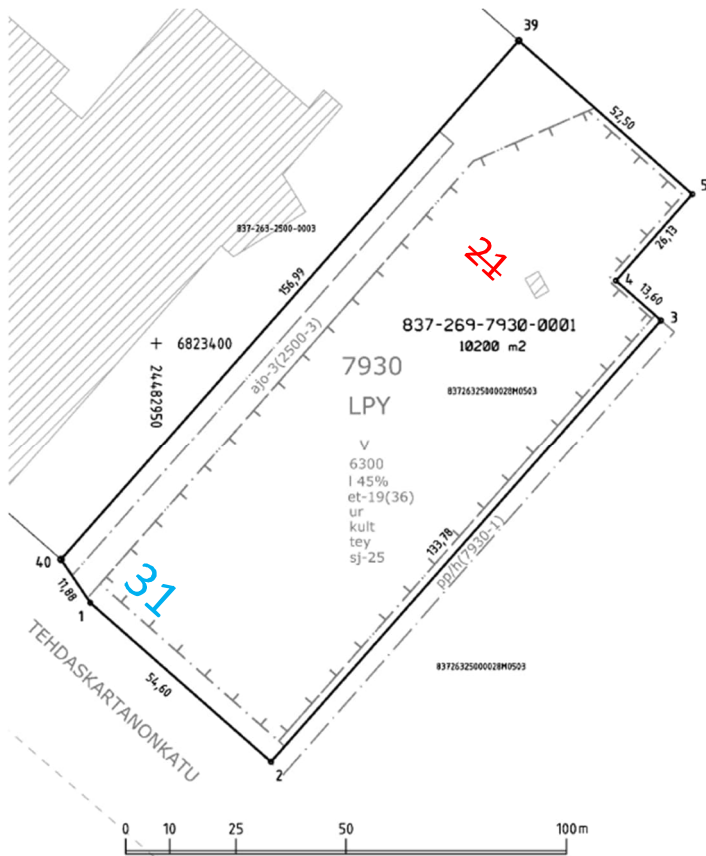 39
52,50
5
837-263-2500-0003
21
26,13
4
13,60
3
156,99
+ 6823400
24482950
ajo-3(2500-3)
837-269-7930-0001
10200 m2
7930
LPY
83726325000028M0503
v
6300
I 45%
et-19(36)
ur
kult
tey
sj-25
133,78
pp/h(7930-1)
40
11,88
1
31
TEHDASKARTANONKATU
54,60
2
83726325000028M0503
0 10 25 50 100m